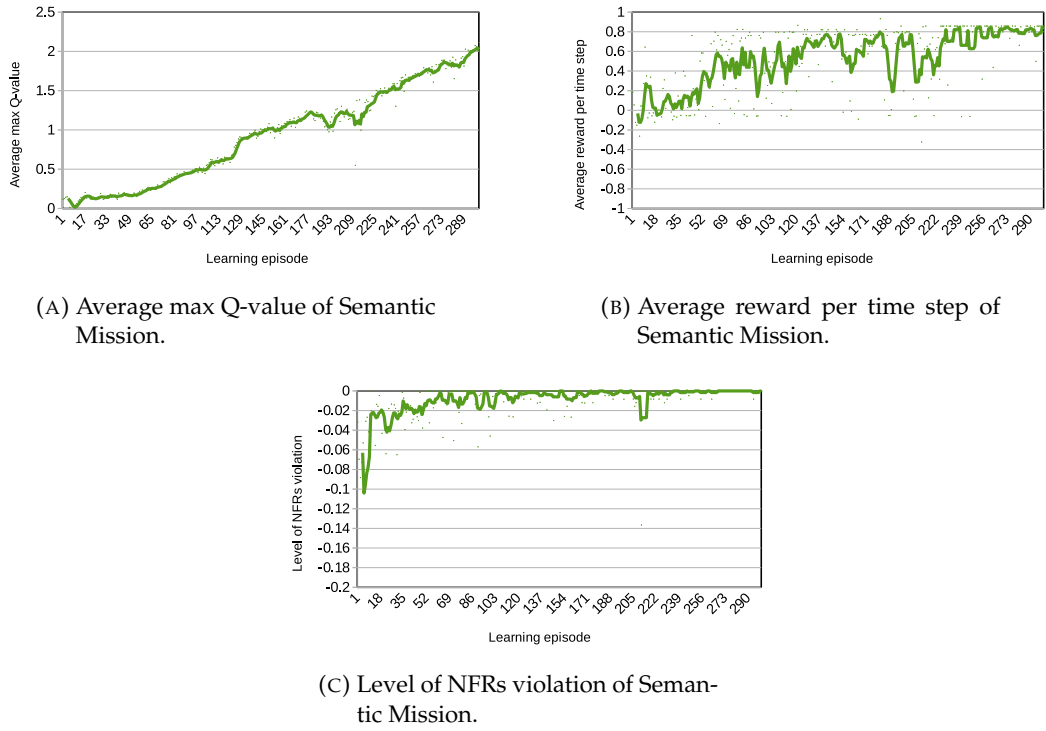 2.5
2
1.5
1
0.5
0
Average max Q-value
1 17 33 49 65 81 97 113 129 145 161 177 193 209 225 241 257 273 289
Learning episode
(A) Average max Q-value of Semantic
Mission.
1
0.8
0.6
0.4
0.2
0
-0.2
-0.4
-0.6
-0.8
-1
Average reward per time step
1 18 35 52 69 86 103 120 137 154 171 188 205 222 239 256 273 290
Learning episode
(B) Average reward per time step of
Semantic Mission.
0
-0.02
-0.04
-0.06
-0.08
-0.1
-0.12
-0.14
-0.16
-0.18
-0.2
Level of NFRs violation
1 18 35 52 69 86 103 120 137 154 171 188 205 222 239 256 273 290
Learning episode
(C) Level of NFRs violation of Seman-
tic Mission.